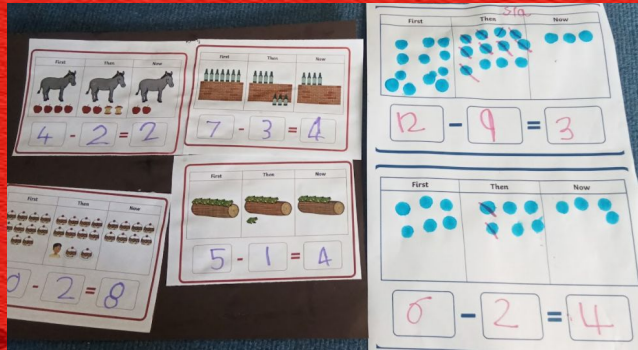 First Then Now
4 - 2 = 2
First Then Now
7 - 3 = 4
First Then Now
0 - 2 = 8
First Then Now
5 - 1 = 4
First Then Now
12 - 9 = 3
First Then Now
6 - 2 = 4